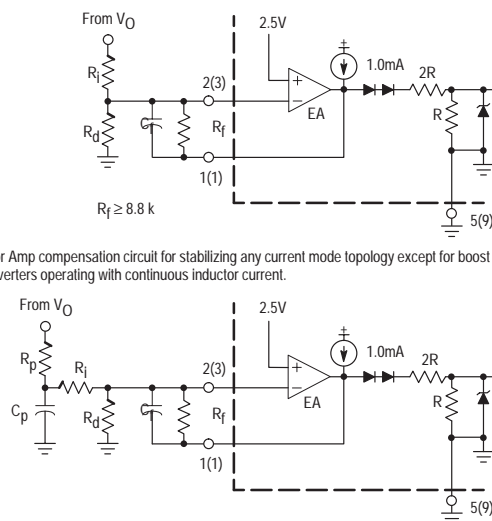 From VO
2.5V
1.0mA
Ri
2(3)
2R
Rd
Rf
EA
R
1(1)
Rf ≥ 8.8 k
5(9)
or Amp compensation circuit for stabilizing any current mode topology except for boost
verters operating with continuous inductor current.
From VO
2.5V
1.0mA
Rp
Ri
2(3)
2R
Cp
Rd
Rf
EA
R
1(1)
5(9)